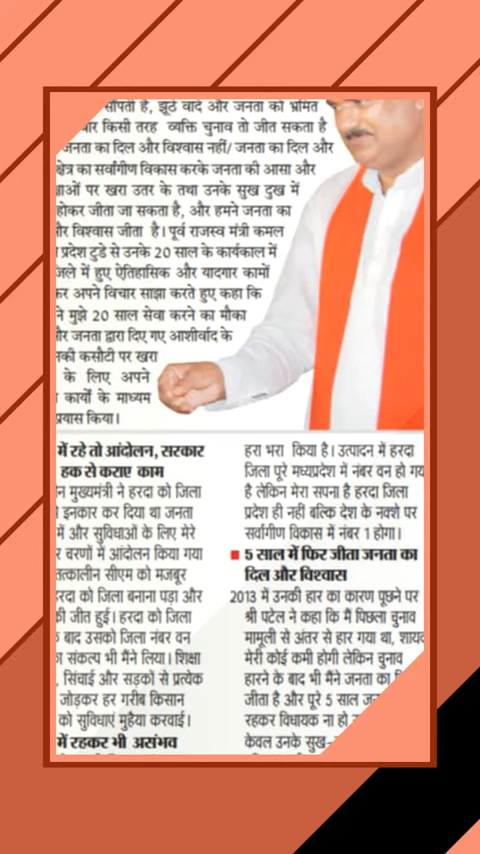 सौंपती है, झूठे वादे और जनता को भ्रमित
किसी तरह व्यक्ति चुनाव तो जीत सकता है
जनता का दिल और विश्वास नहीं/ जनता का दिल और
क्षेत्र का सर्वांगीण विकास करके जनता की आसा और
पर खरा उतर के तथा उनके सुख दुख में
होकर जीता जा सकता है, और हमने जनता का
और विश्वास जीता है। पूर्व राजस्व मंत्री कमल
प्रदेश टुडे से उनके 20 साल के कार्यकाल में
जिले में हुए ऐतिहासिक और यादगार कामों
कर अपने विचार साझा करते हुए कहा कि
ने मुझे 20 साल सेवा करने का मौका
और जनता द्वारा दिए गए आशीर्वाद के
की कसौटी पर खरा
के लिए अपने
कार्यों के माध्यम
प्रयास किया।
में रहे तो आंदोलन, सरकार
हक से कराए काम
मुख्यमंत्री ने हरदा को जिला
इनकार कर दिया था जनता
में और सुविधाओं के लिए मेरे
चरणों में आंदोलन किया गया
तत्कालीन सीएम को मजबूर
हरदा को जिला बनाना पड़ा और
की जीत हुई। हरदा को जिला
बाद उसको जिला नंबर वन
संकल्प भी मैंने लिया। शिक्षा
, सिंचाई और सड़कों से प्रत्येक
जोड़कर हर गरीब किसान
को सुविधाएं मुहैया करवाई।
में रहकर भी असंभव
हरा भरा किया है। उत्पादन में हरदा
जिला पूरे मध्यप्रदेश में नंबर वन हो गय
है लेकिन मेरा सपना है हरदा जिला
प्रदेश ही नहीं बल्कि देश के नक्शे पर
सर्वागीण विकास में नंबर 1 होगा।
■ 5 साल में फिर जीता जनता का
दिल और विश्वास
2013 में उनकी हार का कारण पूछने पर
श्री पटेल ने कहा कि मैं पिछला चुनाव
मामूली से अंतर से हार गया था, शायद
मेरी कोई कमी होगी लेकिन चुनाव
हारने के बाद भी मैंने जनता का
जीता है और पूरे 5 साल
रहकर विधायक ना हो
केवल उनके सुख-